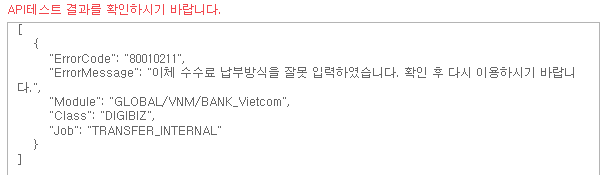 API테스트 결과를 확인하시기 바랍니다.
[
{
"ErrorCode": "80010211",
"ErrorMessage": "이체 수수료 납부방식을 잘못 입력하였습니다. 확인 후 다시 이용하시기 바랍니
다.",
"Module": "GLOBAL/VNM/BANK_Vietcom",
"Class": "DIGIBIZ",
"Job": "TRANSFER_INTERNAL"
}
]